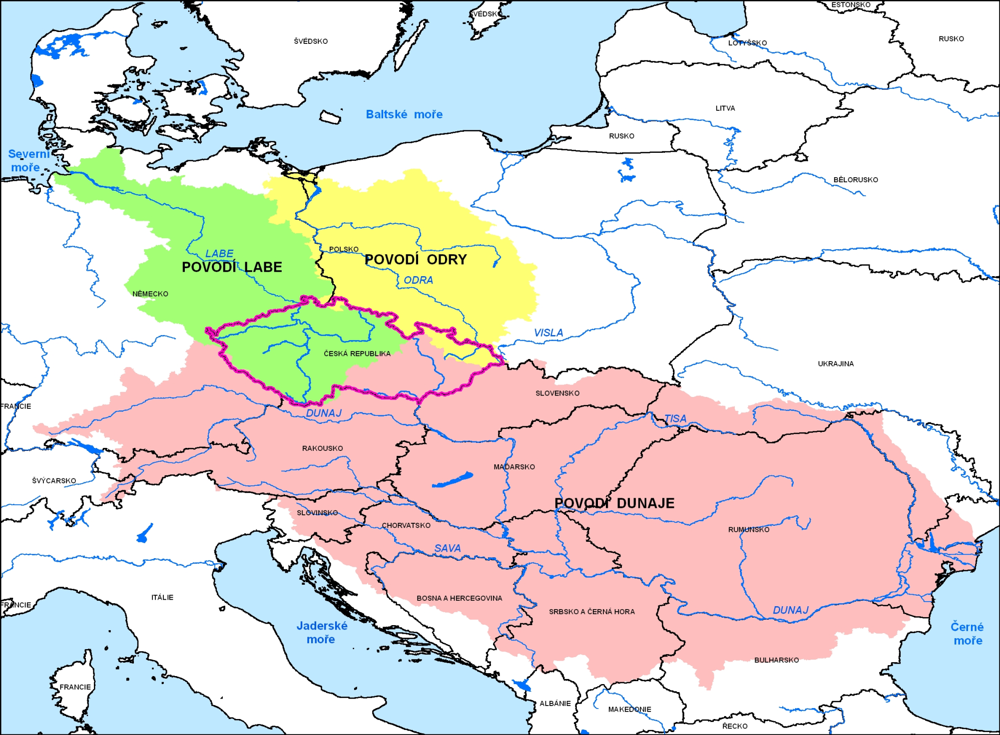 ESTONSKO
ŠVÉDSKO
ŠVÉDSKO
LOTYŠSKO
RUSKO
LITVA
Baltské moře
RUSKO
Severní
moře
BĚLORUSKO
POLSKO
LABE
POVODÍ LABE
POVODÍ ODRY
ODRA
NĚMECKO
VISLA
ČESKÁ REPUBLIKA
UKRAJINA
SLOVENSKO
FRANCIE
DUNAJ
TISA
RAKOUSKO
MAĎARSKO
ŠVÝCARSKO
POVODÍ DUNAJE
SLOVINSKO
CHORVATSKO
RUMUNSKO
SAVA
ITÁLIE
BOSNA A HERCEGOVINA
FRANCIE
SRBSKO A ČERNÁ HORA
DUNAJ
Jaderské
moře
Černé
moře
BULHARSKO
FRANCIE
ALBÁNIE
MAKEDONIE
ŘECKO